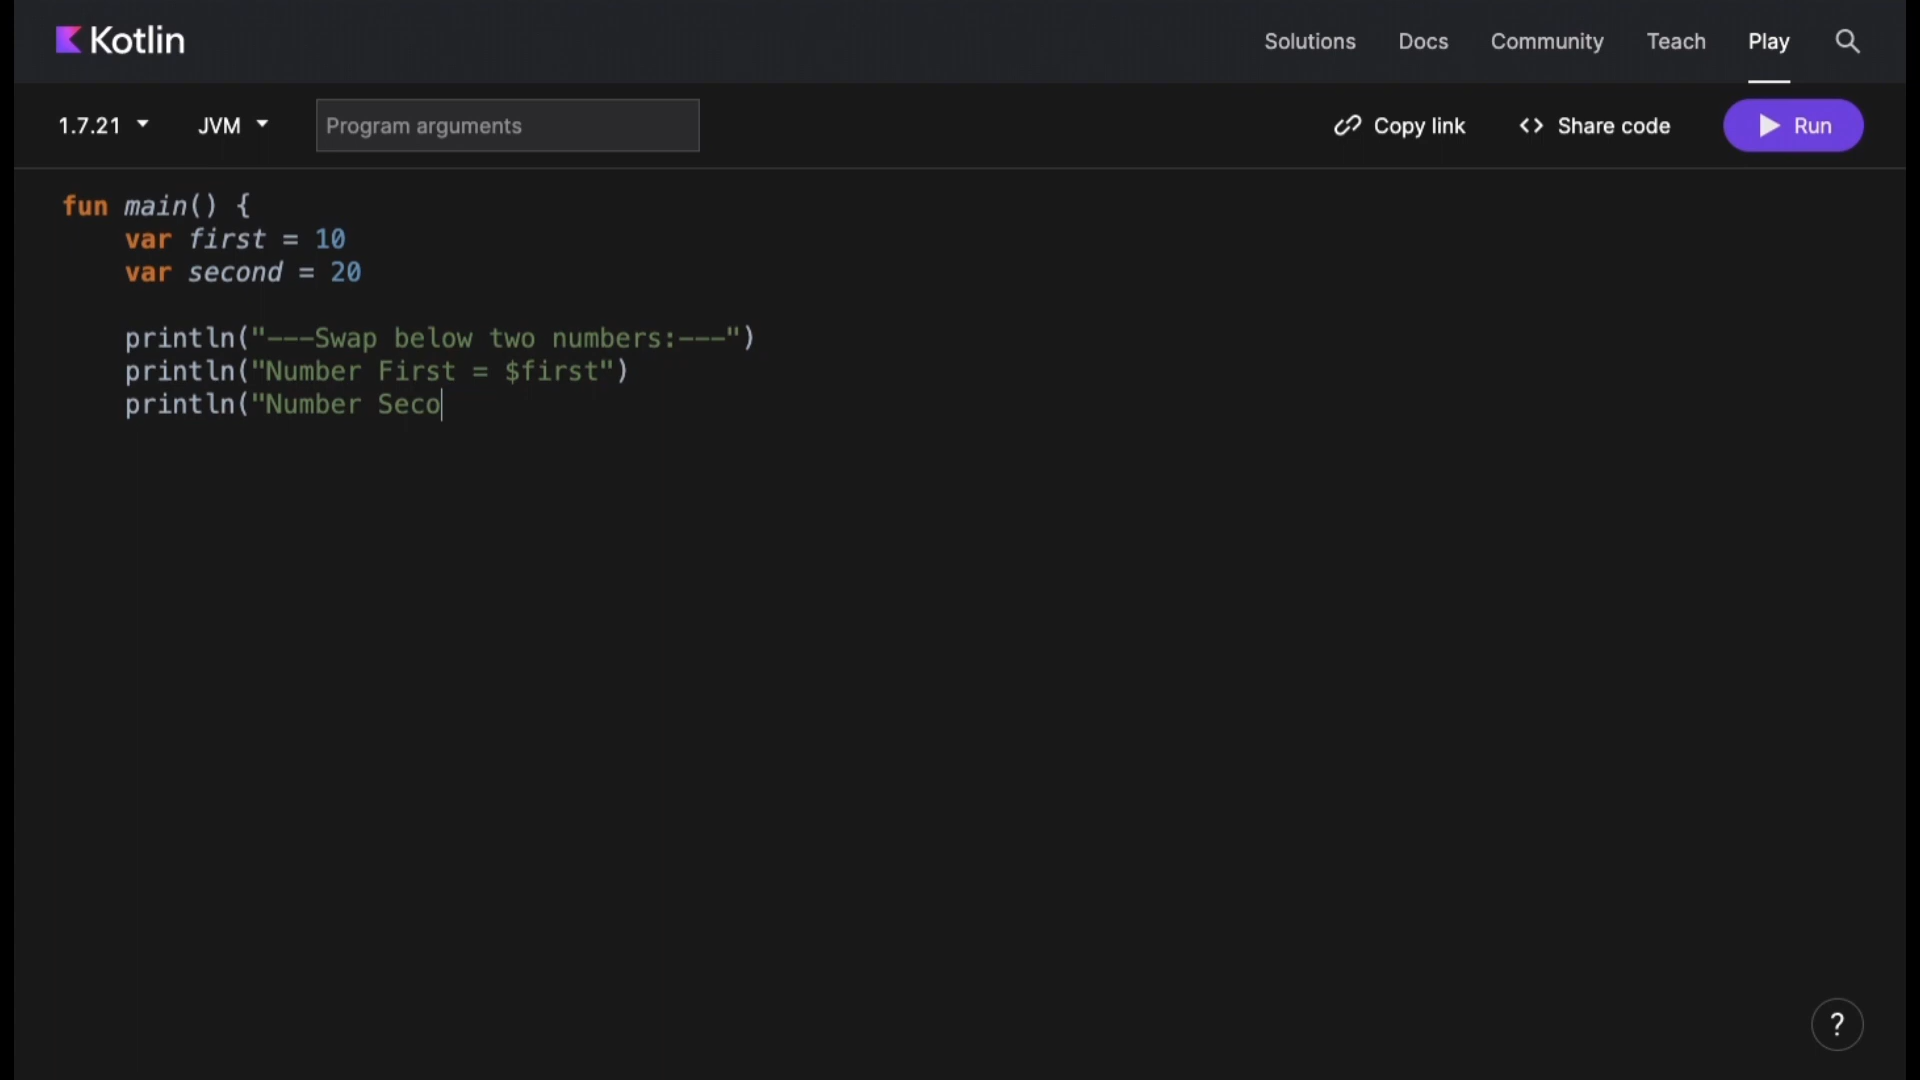 Kotlin
Solutions Docs Community Teach Play
1.7.21 JVM Program arguments Copy link <> Share code Run
fun main() {
    var first = 10
    var second = 20
    println("---Swap below two numbers:---")
    println("Number First = $first")
    println("Number Seco
?